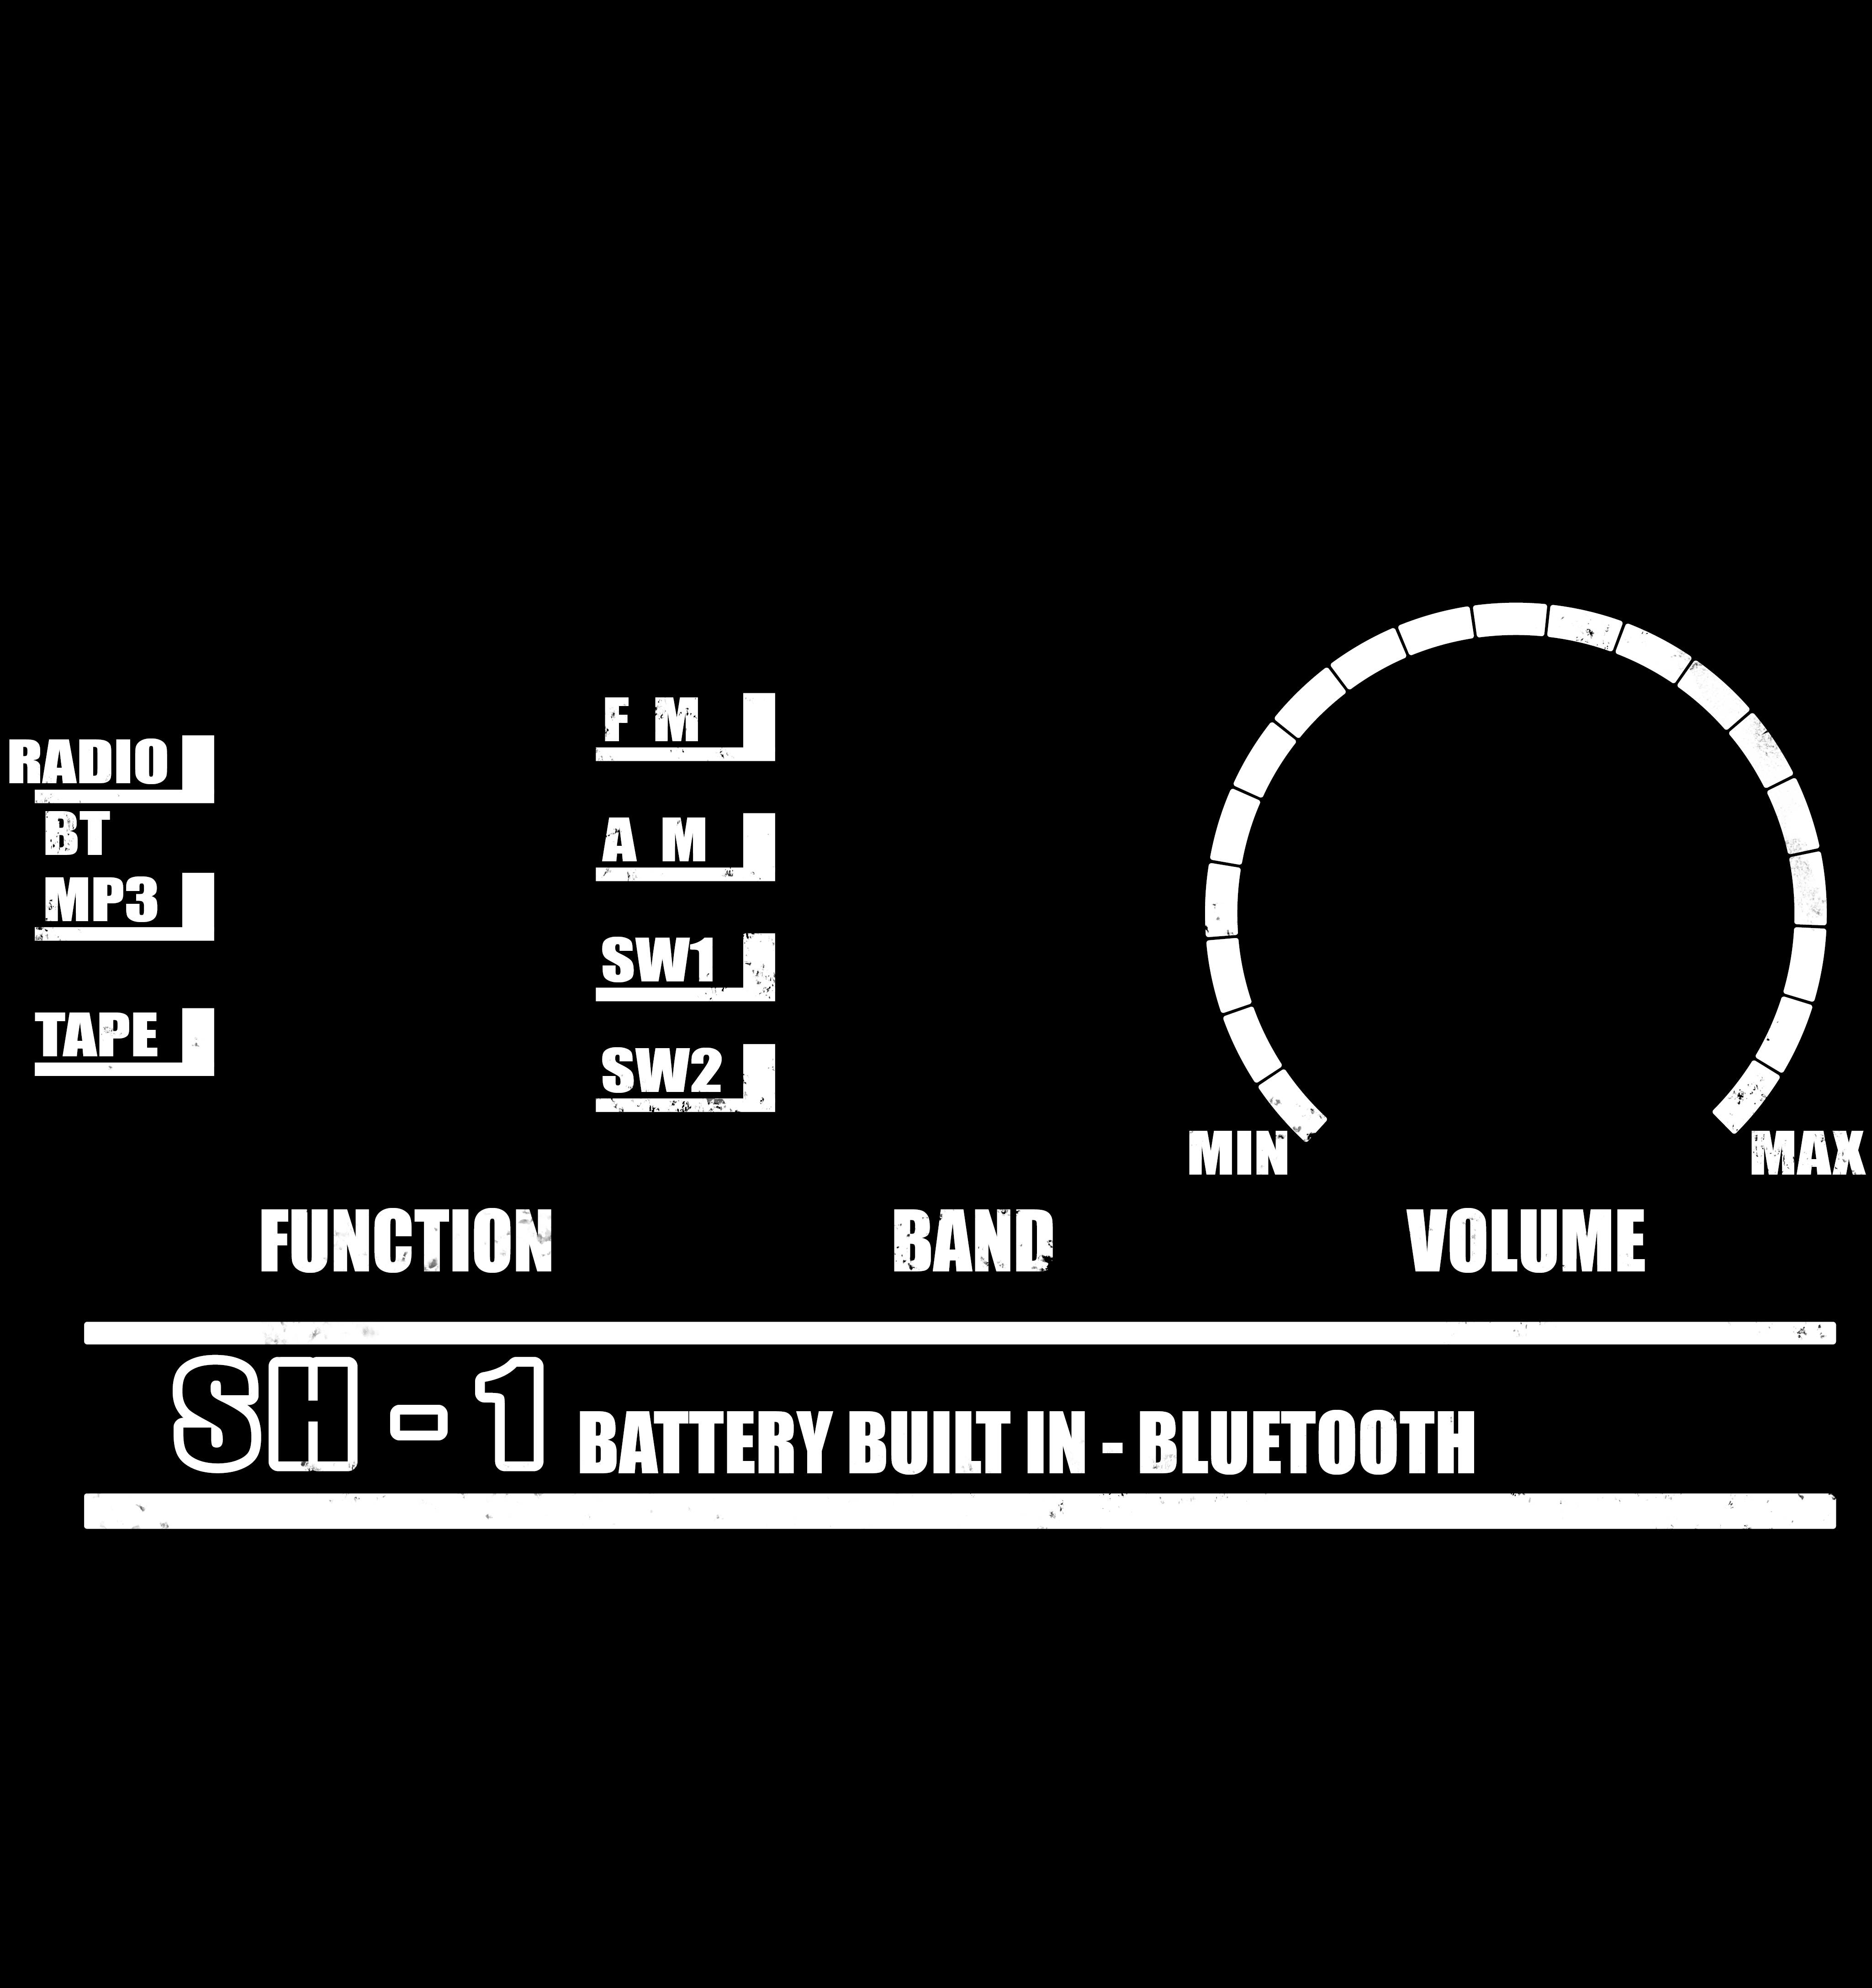 RADIO
BT
MP3
TAPE
F M
A M
SW1
SW2
MIN
MAX
FUNCTION
BAND
VOLUME
SH - 1 BATTERY BUILT IN - BLUETOOTH